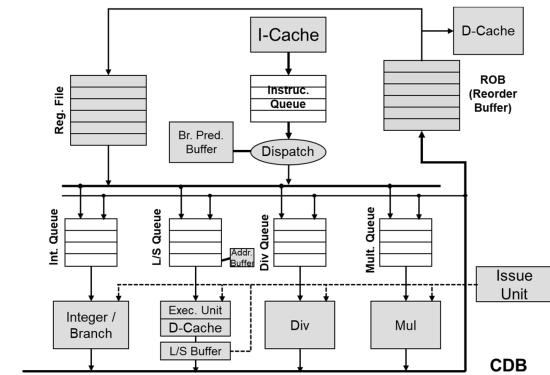 I-Cache
D-Cache
Reg. File
Instruc.
Queue
ROB
(Reorder
Buffer)
Br. Pred.
Buffer
Dispatch
Int. Queue
L/S Queue
Addr.
Buffer
Div Queue
Mult. Queue
Issue
Unit
Integer /
Branch
Exec. Unit
D-Cache
L/S Buffer
Div
Mul
CDB